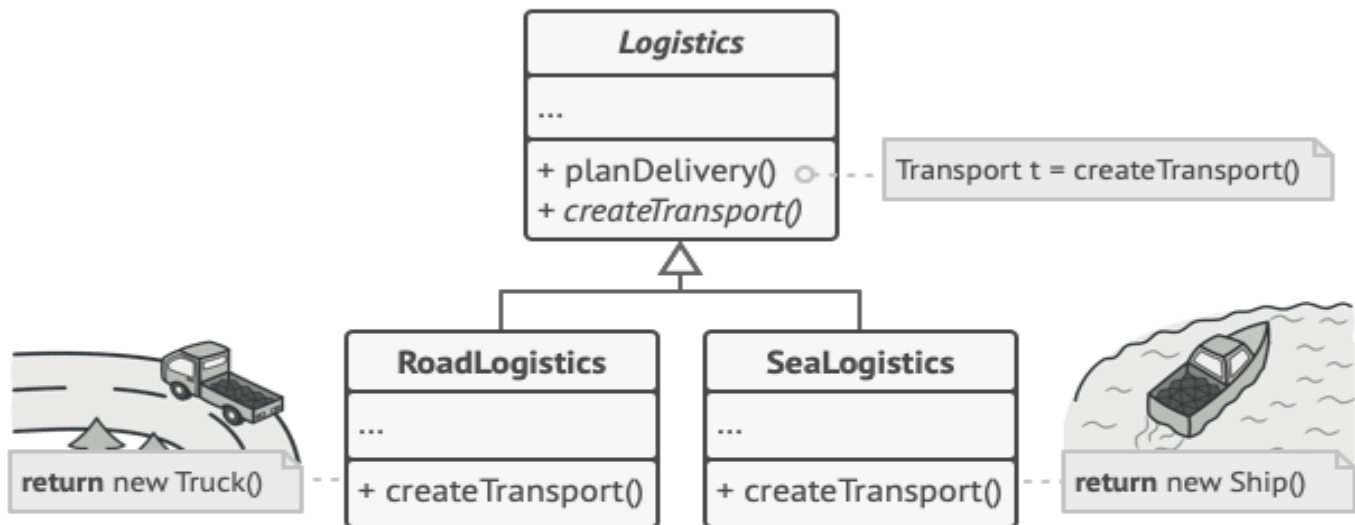 Logistics
...
+ planDelivery()
Transport t = createTransport()
+ createTransport()
RoadLogistics
SeaLogistics
...
...
return new Truck()
+ createTransport()
+ createTransport()
return new Ship()